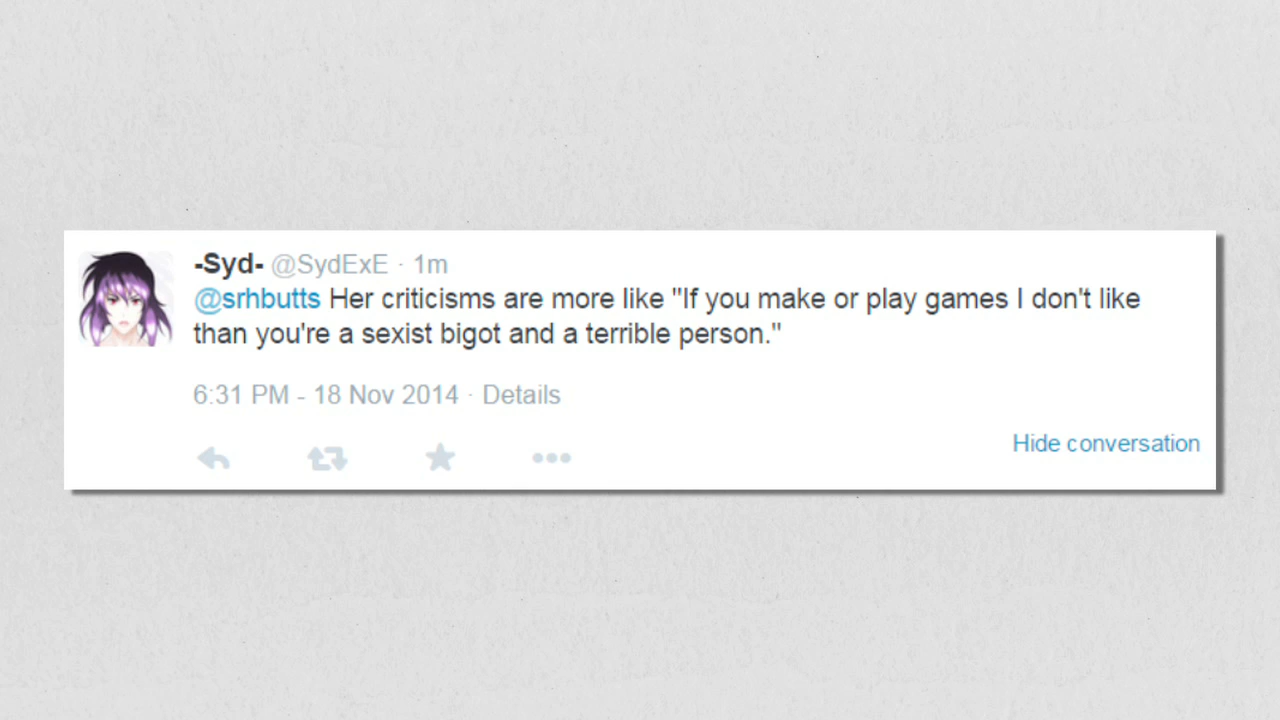 -Syd- @SydExE · 1m
@srhbutts Her criticisms are more like "If you make or play games I don't like
than you're a sexist bigot and a terrible person."
6:31 PM - 18 Nov 2014 · Details
Hide conversation